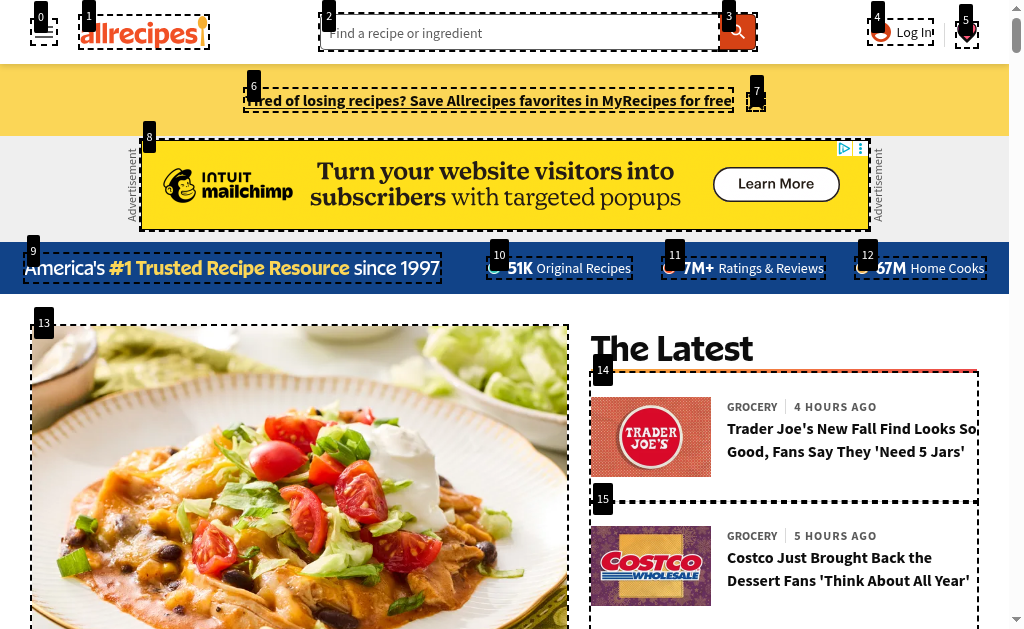 0
1
allrecipes
2
Find a recipe or ingredient
3
4
Log In
5
6
Tired of losing recipes? Save Allrecipes favorites in MyRecipes for free
7
8
Advertisement
INTUIT
mailchimp
Turn your website visitors into
subscribers with targeted popups
Learn More
Advertisement
9
America's #1 Trusted Recipe Resource since 1997
10
51K Original Recipes
11
7M+ Ratings & Reviews
12
67M Home Cooks
13
The Latest
14
TRADER
JOE'S
GROCERY
4 HOURS AGO
Trader Joe's New Fall Find Looks So
Good, Fans Say They 'Need 5 Jars'
15
COSTCO
WHOLESALE
GROCERY
5 HOURS AGO
Costco Just Brought Back the
Dessert Fans 'Think About All Year'